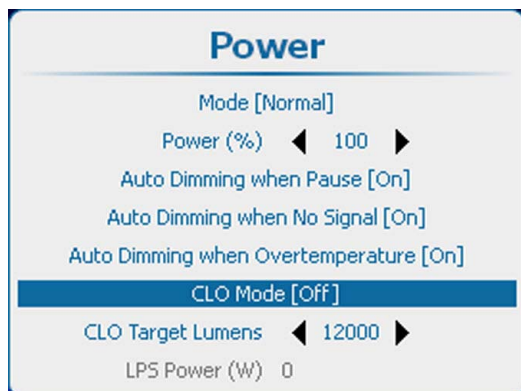 Power
Mode [Normal]
Power (%) 100
Auto Dimming when Pause [On]
Auto Dimming when No Signal [On]
Auto Dimming when Overtemperature [On]
CLO Mode [Off]
CLO Target Lumens 12000
LPS Power (W) 0